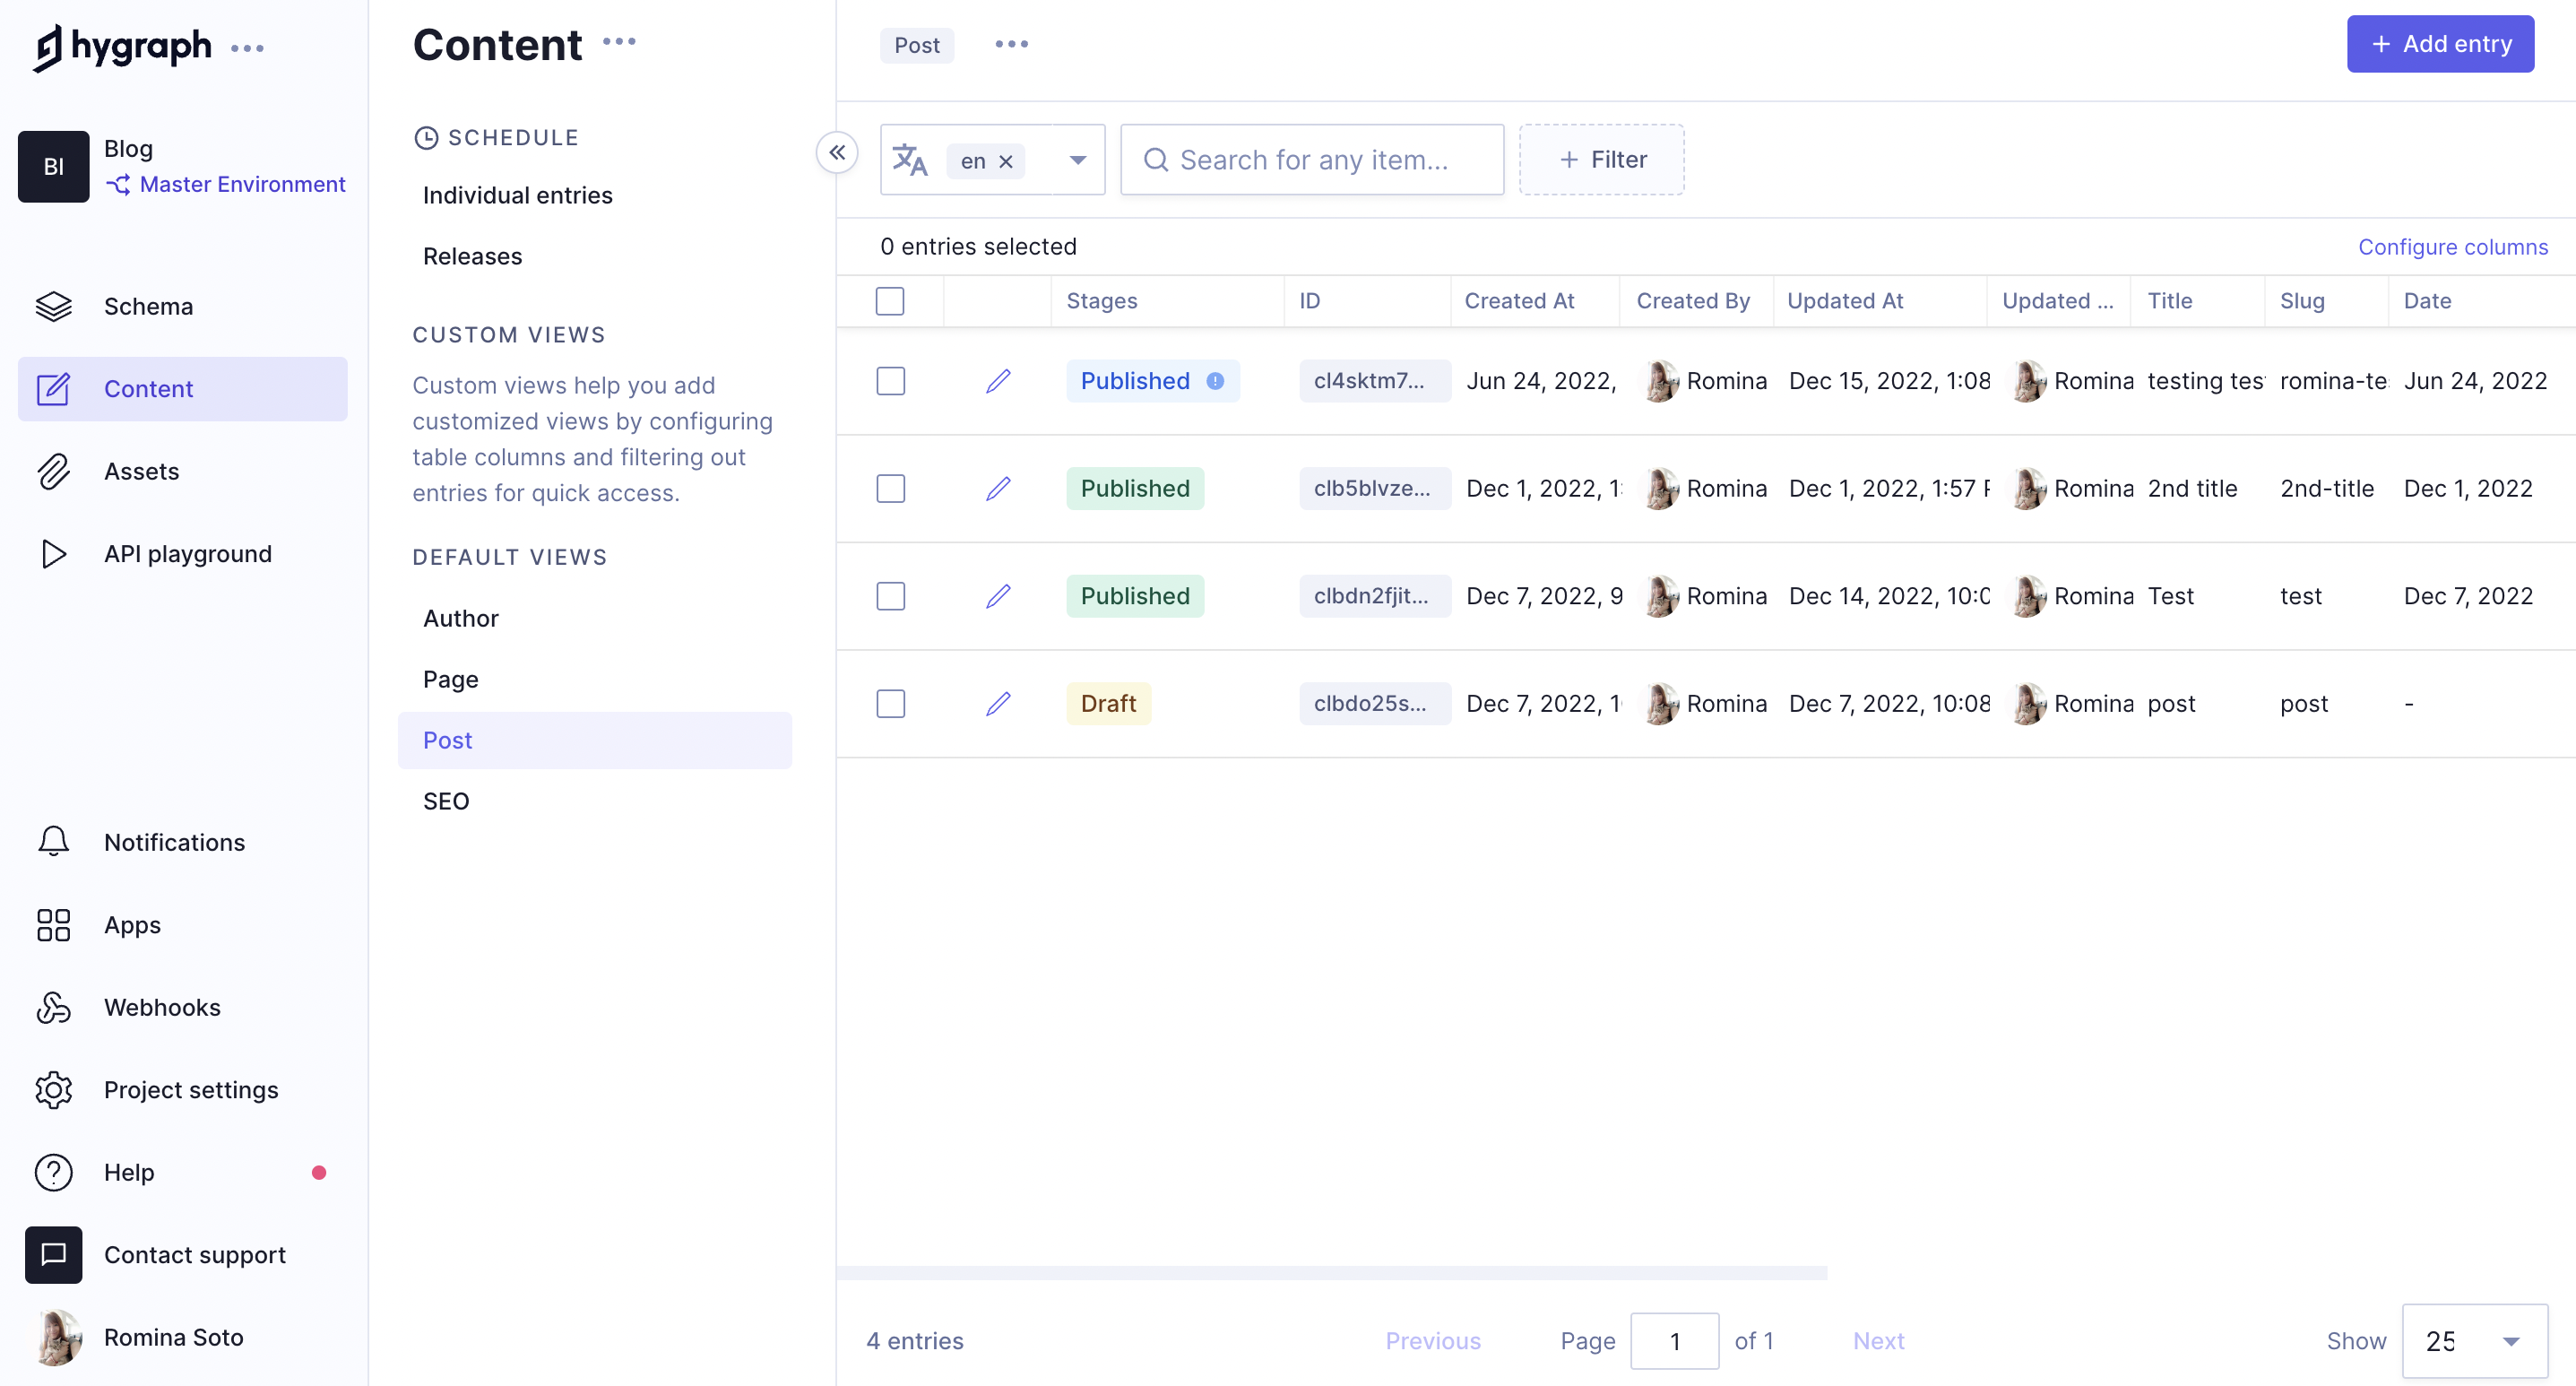 hygraph
BI
Blog
Master Environment
Schema
Content
Assets
API playground
Notifications
Apps
Webhooks
Project settings
Help
Contact support
Romina Soto
Content
SCHEDULE
Individual entries
Releases
CUSTOM VIEWS
Custom views help you add
customized views by configuring
table columns and filtering out
entries for quick access.
DEFAULT VIEWS
Author
Page
Post
SEO
Post
+ Add entry
en
Search for any item...
+ Filter
0 entries selected
Configure columns
Stages ID Created At Created By Updated At Updated ... Title Slug Date
Published cl4sktm7... Jun 24, 2022, Romina Dec 15, 2022, 1:08 Romina testing tes romina-te Jun 24, 2022
Published clb5blvze... Dec 1, 2022, 1: Romina Dec 1, 2022, 1:57 Romina 2nd title 2nd-title Dec 1, 2022
Published clbdn2fjit... Dec 7, 2022, 9 Romina Dec 14, 2022, 10:0 Romina Test test Dec 7, 2022
Draft clbdo25s... Dec 7, 2022, 1 Romina Dec 7, 2022, 10:08 Romina post post -
4 entries
Previous
Page 1 of 1
Next
Show 25